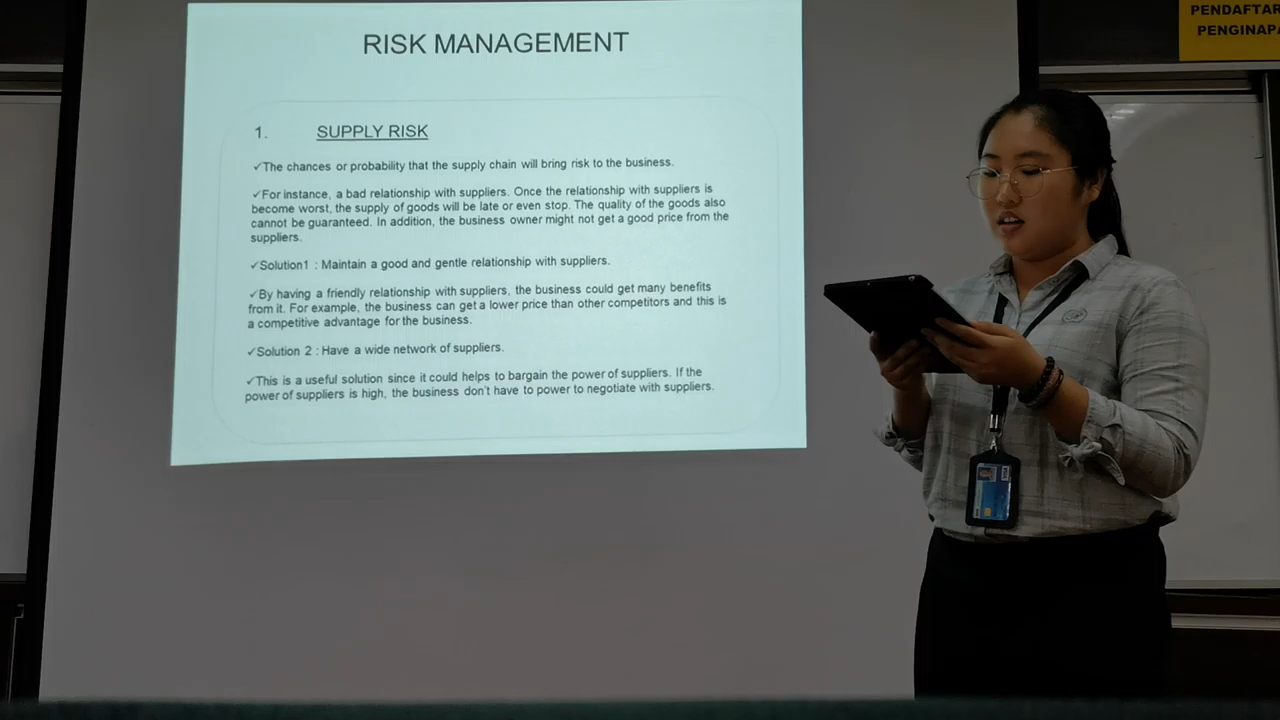 RISK MANAGEMENT
1. SUPPLY RISK
✓The chances or probability that the supply chain will bring risk to the business.
✓For instance, a bad relationship with suppliers. Once the relationship with suppliers is
become worst, the supply of goods will be late or even stop. The quality of the goods also
cannot be guaranteed. In addition, the business owner might not get a good price from the
suppliers.
✓Solution1 : Maintain a good and gentle relationship with suppliers.
✓By having a friendly relationship with suppliers, the business could get many benefits
from it. For example, the business can get a lower price than other competitors and this is
a competitive advantage for the business.
✓Solution 2 : Have a wide network of suppliers.
✓This is a useful solution since it could helps to bargain the power of suppliers. If the
power of suppliers is high, the business don't have to power to negotiate with suppliers.
PENDAFTAR
PENGINAPA